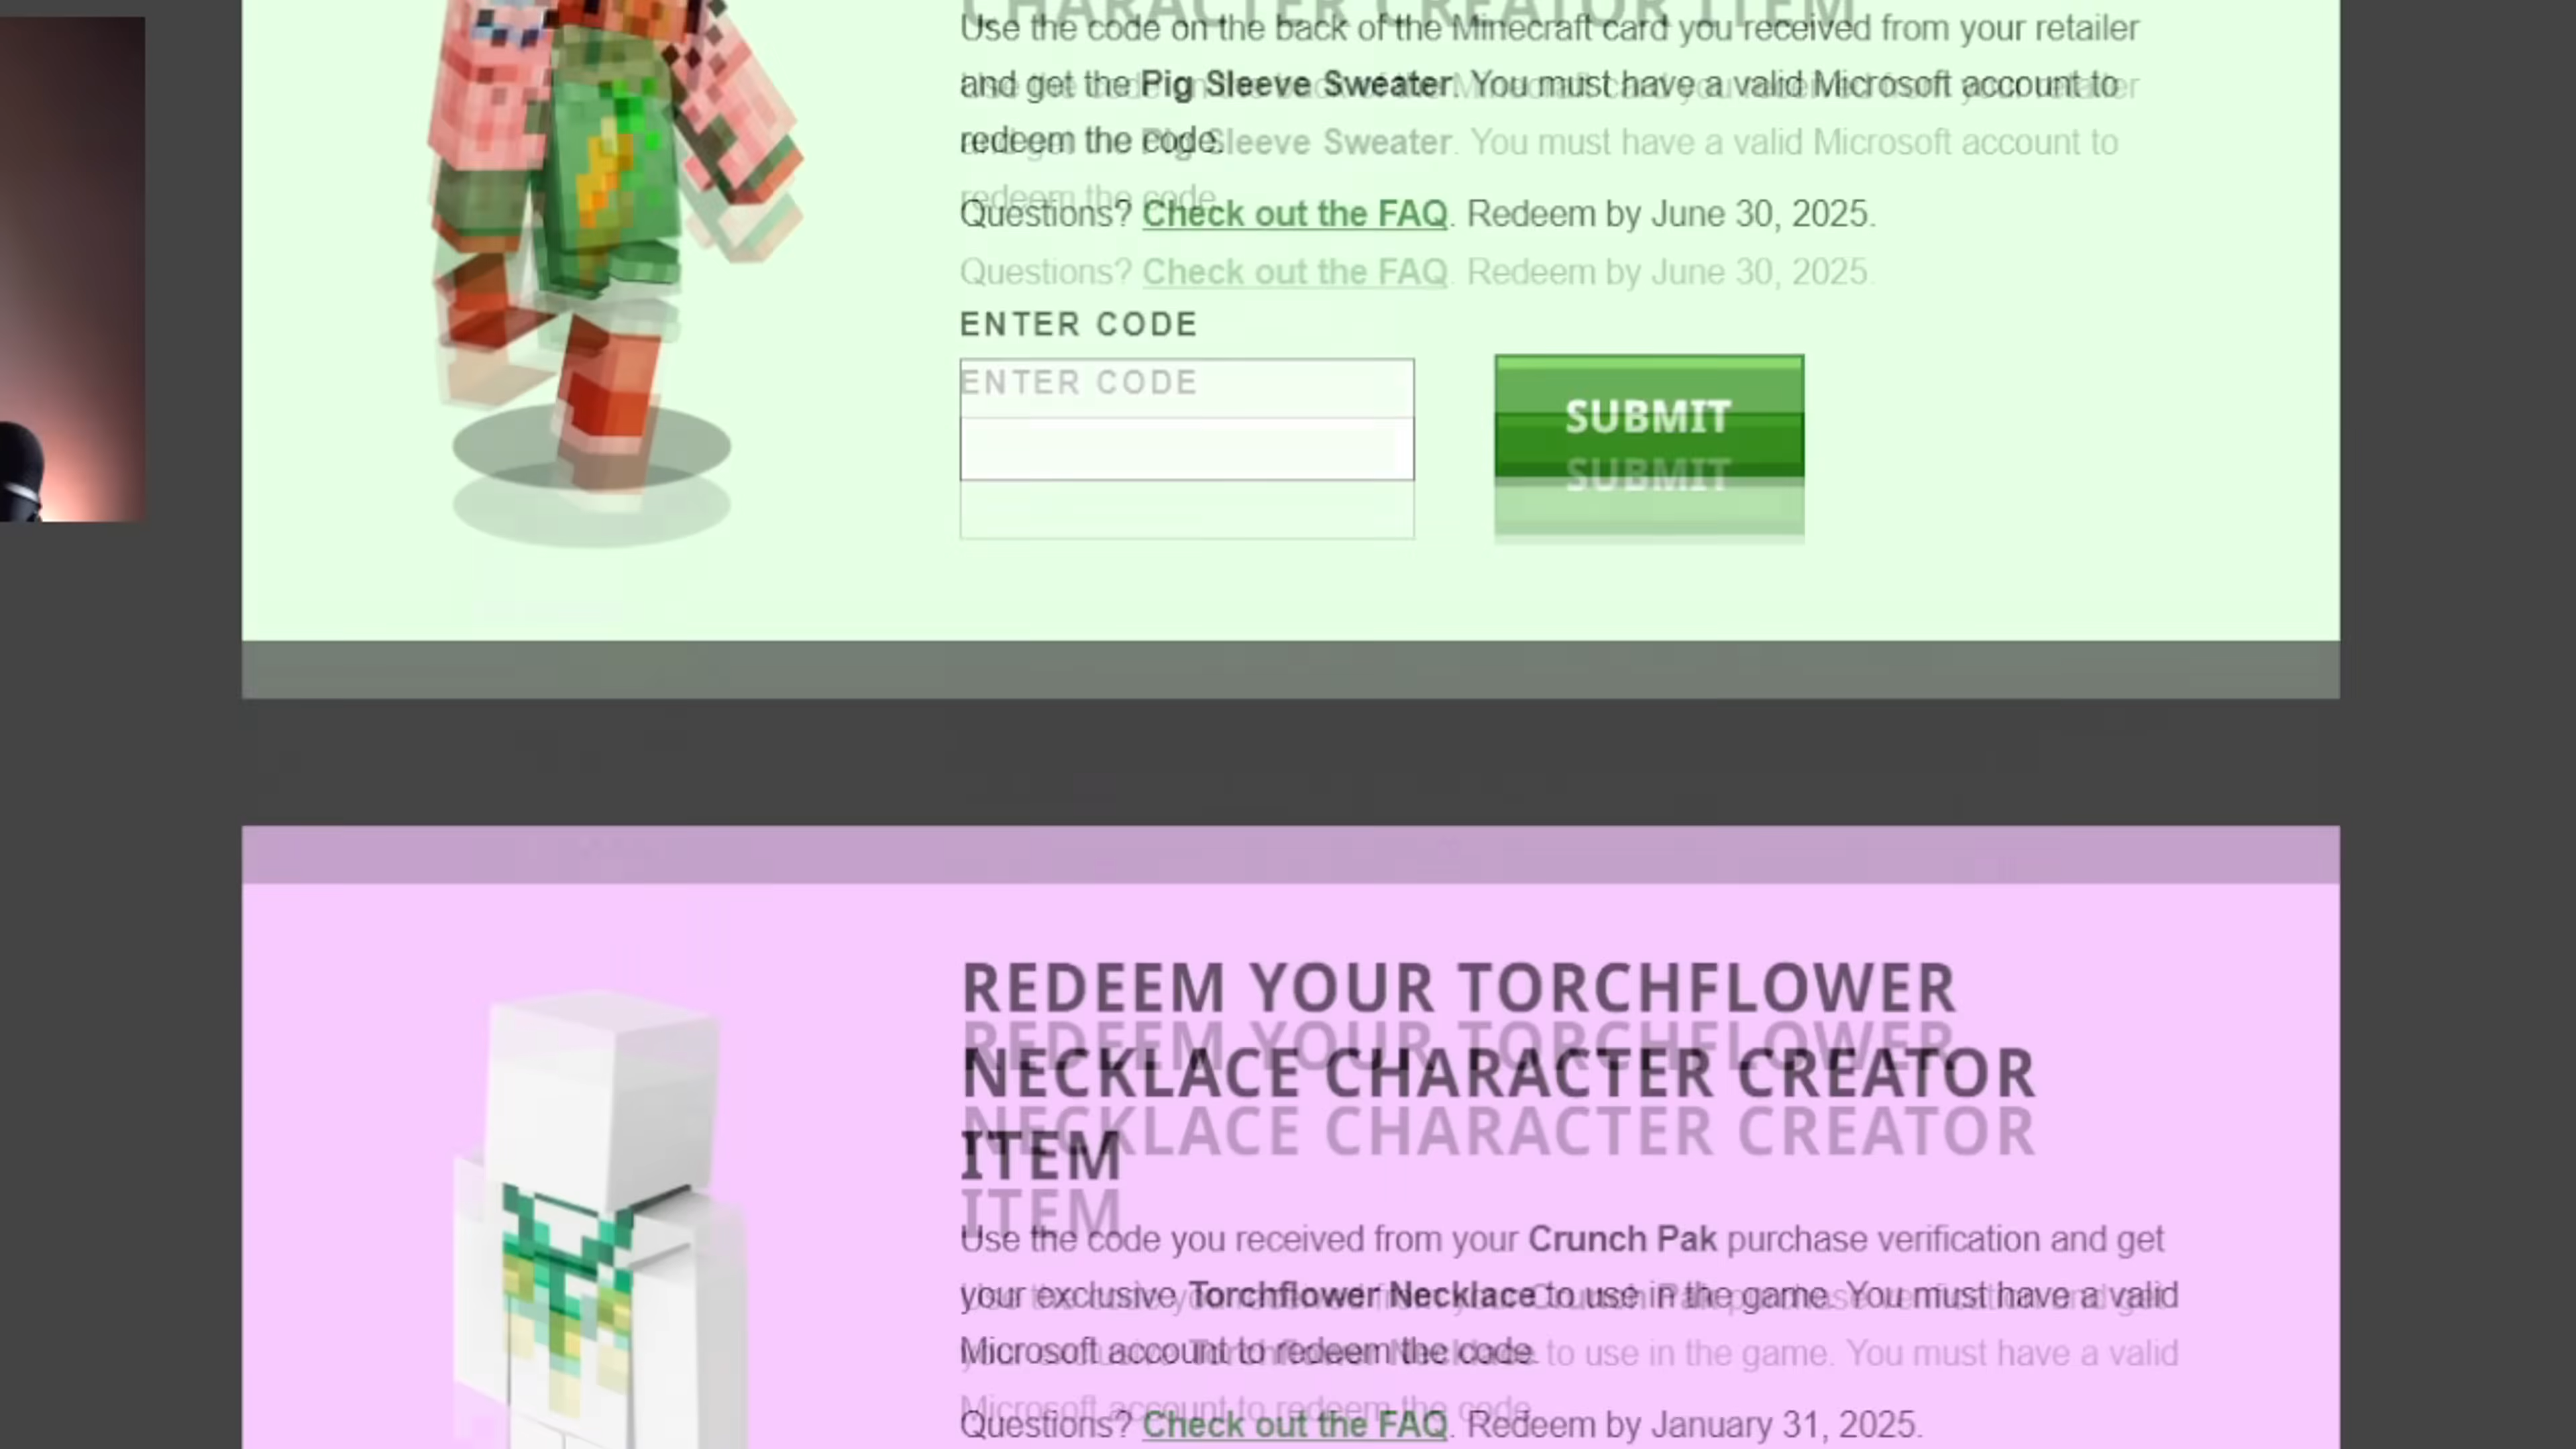 CHARACTER CREATOR ITEM
Use the code on the back of the Minecraft card you received from your retailer
and get the Pig Sleeve Sweater. You must have a valid Microsoft account to
redeem the code.
Questions? Check out the FAQ. Redeem by June 30, 2025.
ENTER CODE
SUBMIT
REDEEM YOUR TORCHFLOWER
NECKLACE CHARACTER CREATOR
ITEM
Use the code you received from your Crunch Pak purchase verification and get
your exclusive Torchflower Necklace to use in the game. You must have a valid
Microsoft account to redeem the code.
Questions? Check out the FAQ. Redeem by January 31, 2025.